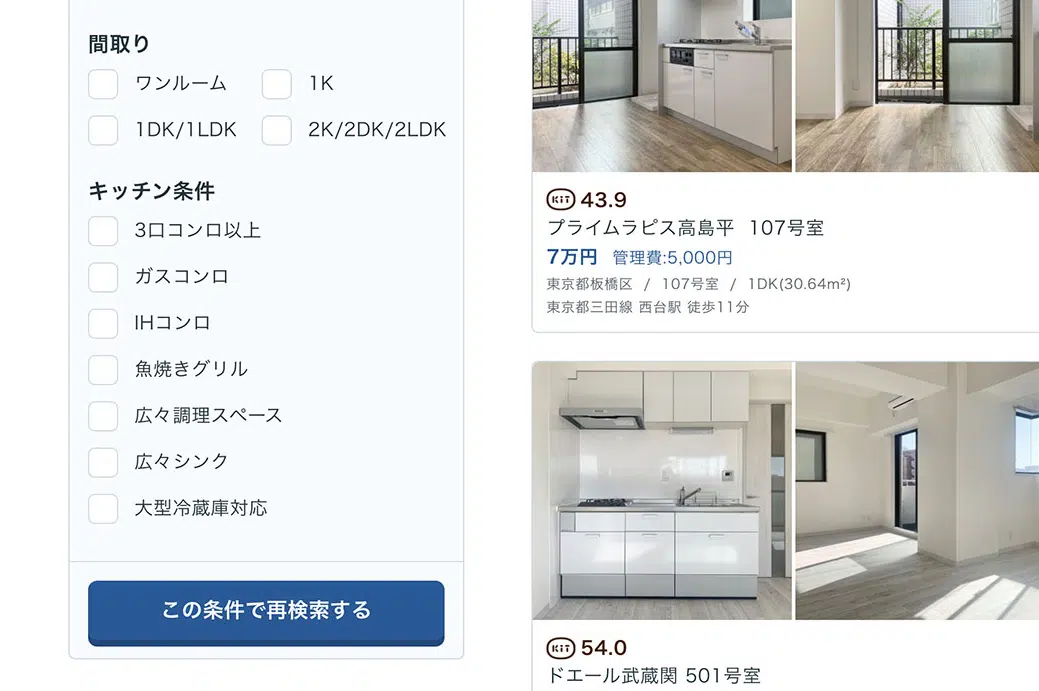 間取り
ワンルーム
1K
1DK/1LDK
2K/2DK/2LDK
キッチン条件
3口コンロ以上
ガスコンロ
IHコンロ
魚焼きグリル
広々調理スペース
広々シンク
大型冷蔵庫対応
この条件で再検索する
KiT 43.9
プライムラピス高島平 107号室
7万円 管理費:5,000円
東京都板橋区 / 107号室 / 1DK(30.64m²)
東京都三田線 西台駅 徒歩11分
KiT 54.0
ドエール武蔵関 501号室